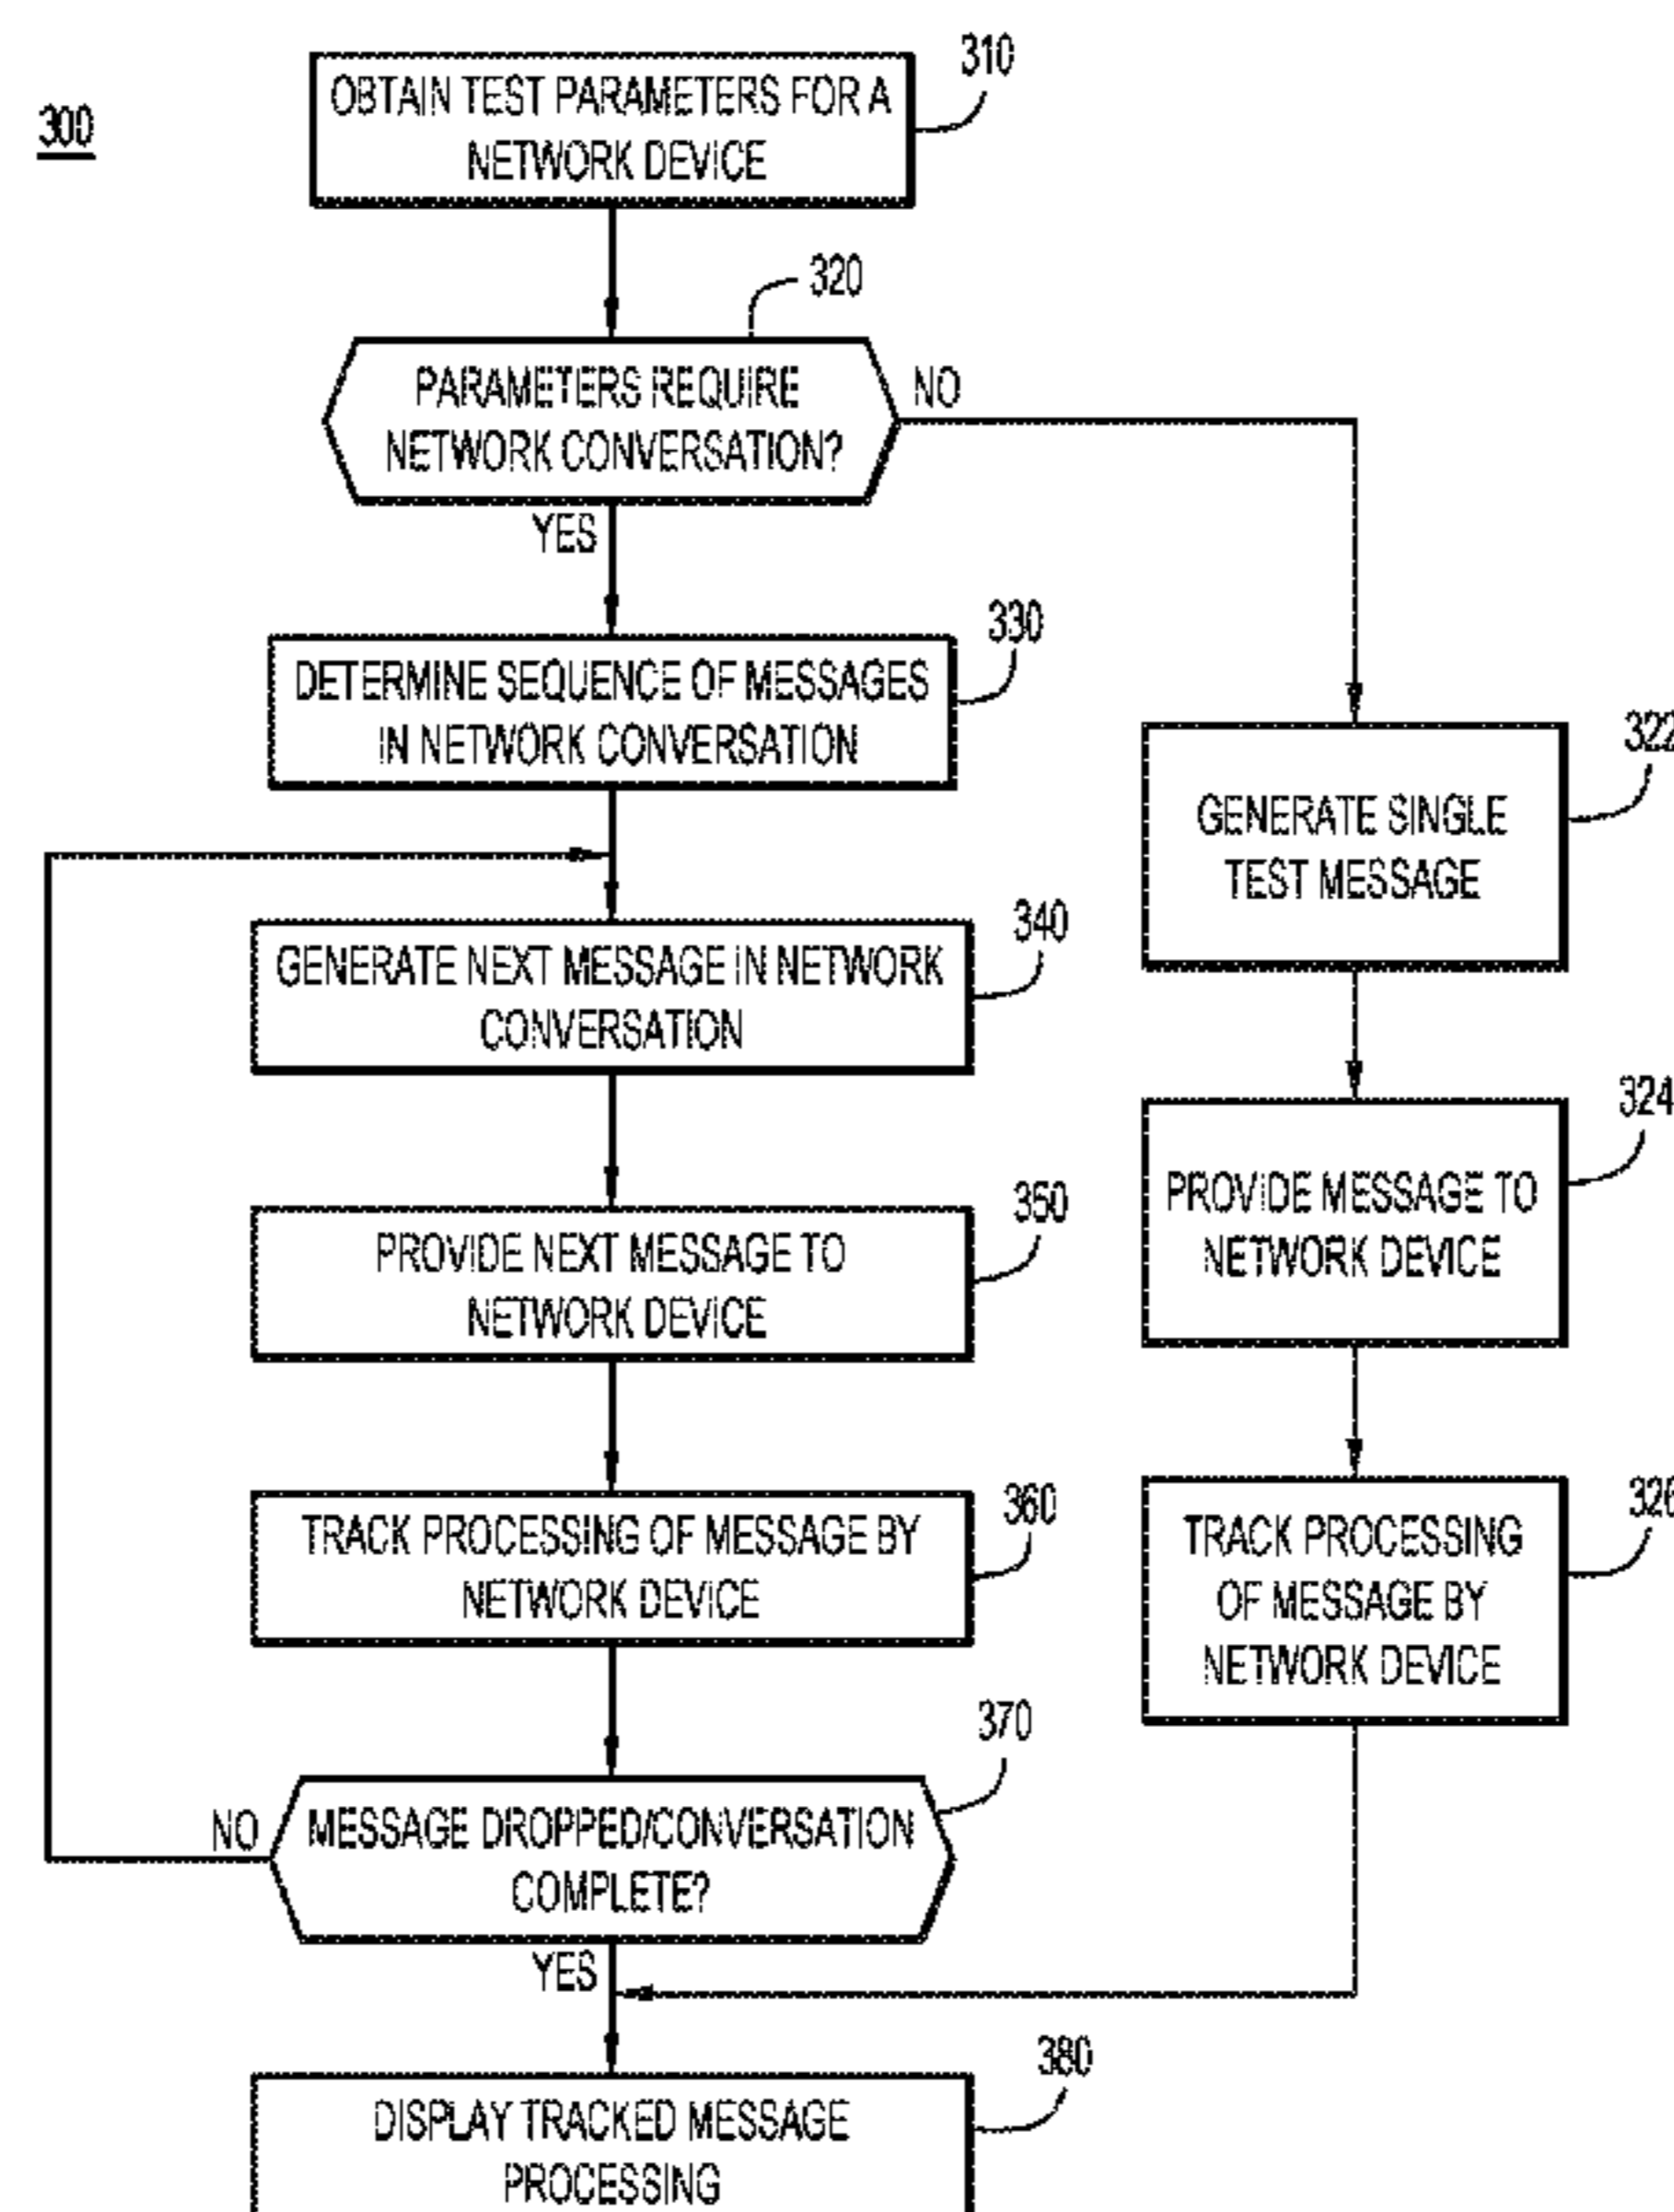 300
310
OBTAIN TEST PARAMETERS FOR A
NETWORK DEVICE
320
PARAMETERS REQUIRE
NETWORK CONVERSATION?
NO
YES
330
DETERMINE SEQUENCE OF MESSAGES
IN NETWORK CONVERSATION
322
GENERATE SINGLE
TEST MESSAGE
340
GENERATE NEXT MESSAGE IN NETWORK
CONVERSATION
324
PROVIDE MESSAGE TO
NETWORK DEVICE
350
PROVIDE NEXT MESSAGE TO
NETWORK DEVICE
326
TRACK PROCESSING
OF MESSAGE BY
NETWORK DEVICE
360
TRACK PROCESSING OF MESSAGE BY
NETWORK DEVICE
370
MESSAGE DROPPED/CONVERSATION
COMPLETE?
NO
YES
380
DISPLAY TRACKED MESSAGE
PROCESSING